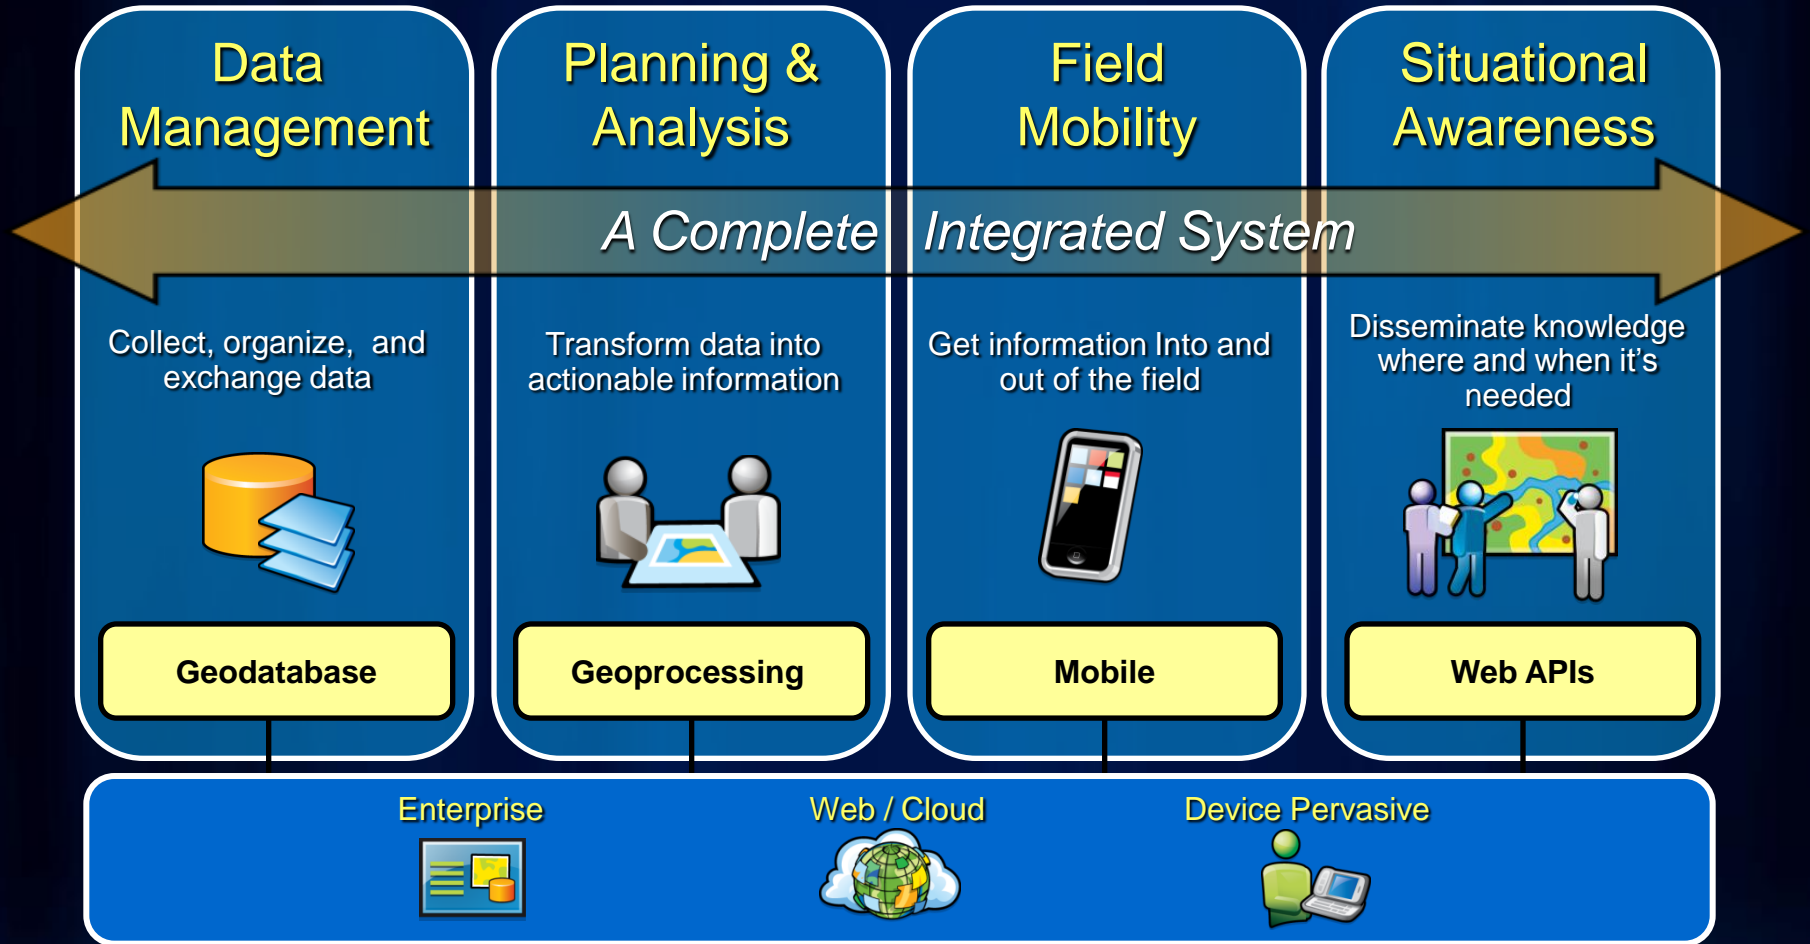 Data
Management
Planning &
Analysis
Field
Mobility
Situational
Awareness
A Complete Integrated System
Collect, organize,  and
exchange data
Transform data into
actionable information
Get information Into and
out of the field
Disseminate knowledge
where and when it’s
needed
Geodatabase
Geoprocessing
Mobile
Web APIs
Enterprise
Web / Cloud
Device Pervasive